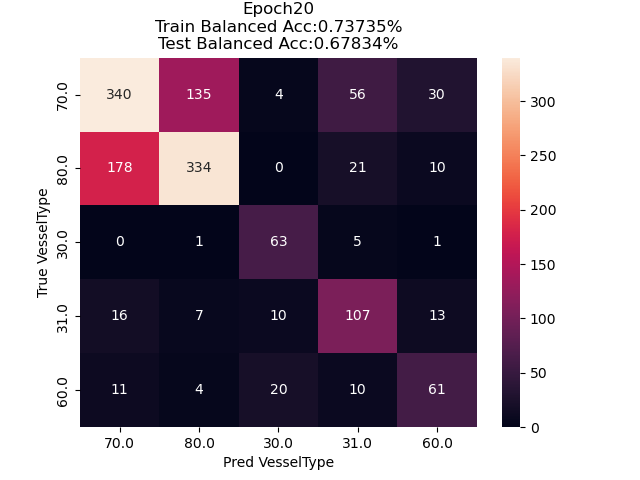 Epoch20
Train Balanced Acc:0.73735%
Test Balanced Acc:0.67834%
70.0 340 135 4 56 30
80.0 178 334 0 21 10
30.0 0 1 63 5 1
31.0 16 7 10 107 13
60.0 11 4 20 10 61
True VesselType
70.0 80.0 30.0 31.0 60.0
Pred VesselType
300
250
200
150
100
50
0